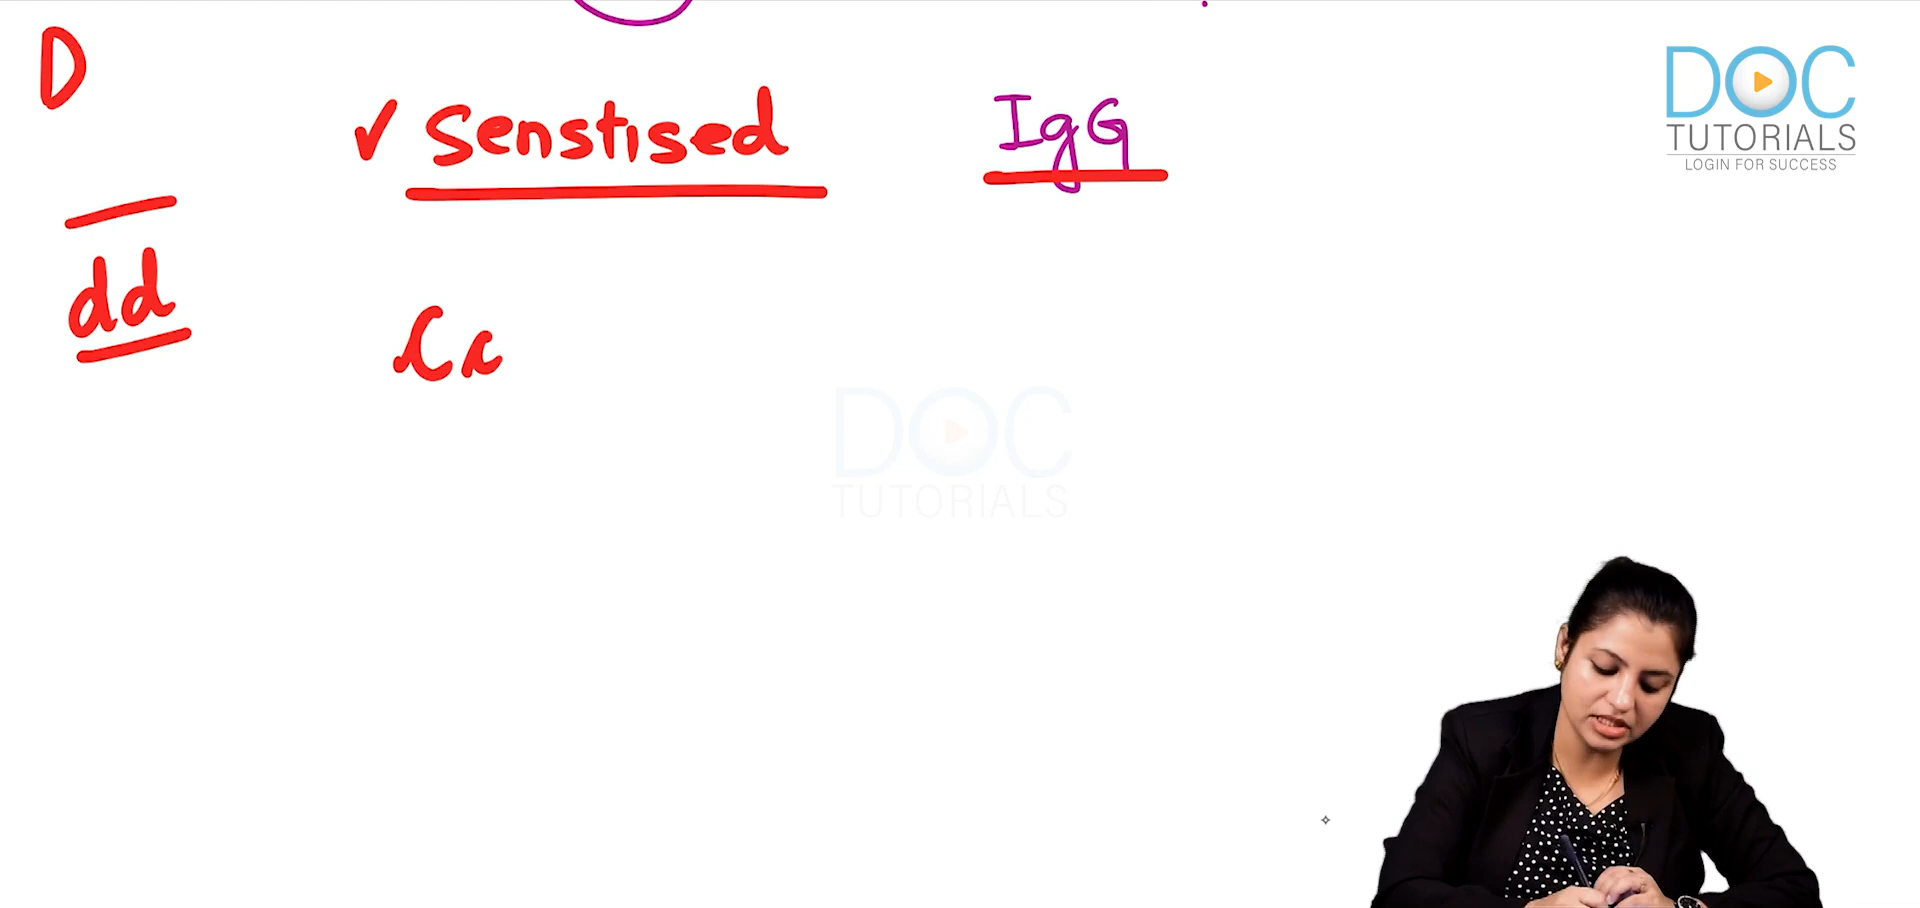 D
✓ Senstised
IgG
dd
Cc
DOC
TUTORIALS
LOGIN FOR SUCCESS
DOC
TUTORIALS